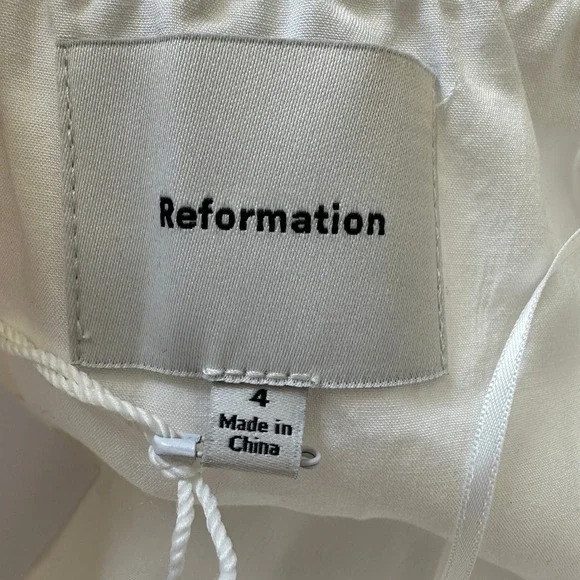 Reformation
4
Made in
China